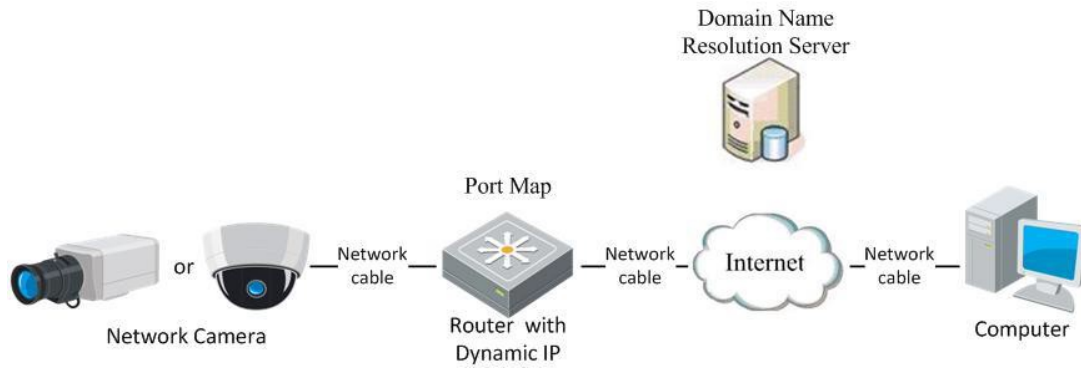 Domain Name
Resolution Server
Port Map
or
Network
cable
Network
cable
Internet
Network
cable
Network Camera
Router with
Dynamic IP
Computer